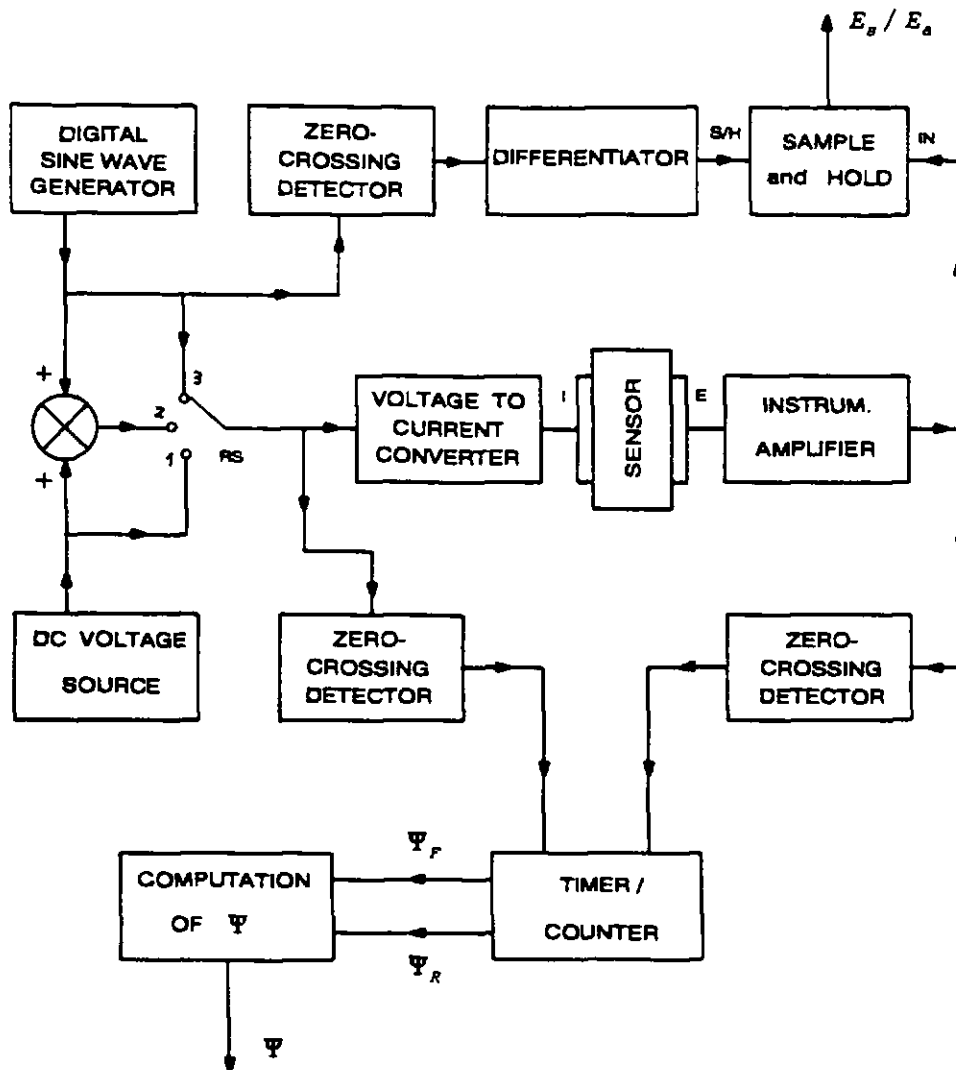 E_s / E_a
DIGITAL
SINE WAVE
GENERATOR
ZERO-
CROSSING
DETECTOR
DIFFERENTIATOR
S/H
SAMPLE
and HOLD
IN
+
3
2
1
RS
+
VOLTAGE TO
CURRENT
CONVERTER
I
SENSOR
E
INSTRUM.
AMPLIFIER
DC VOLTAGE
SOURCE
ZERO-
CROSSING
DETECTOR
ZERO-
CROSSING
DETECTOR
COMPUTATION
OF Ψ
Ψ_F
Ψ_R
TIMER /
COUNTER
Ψ